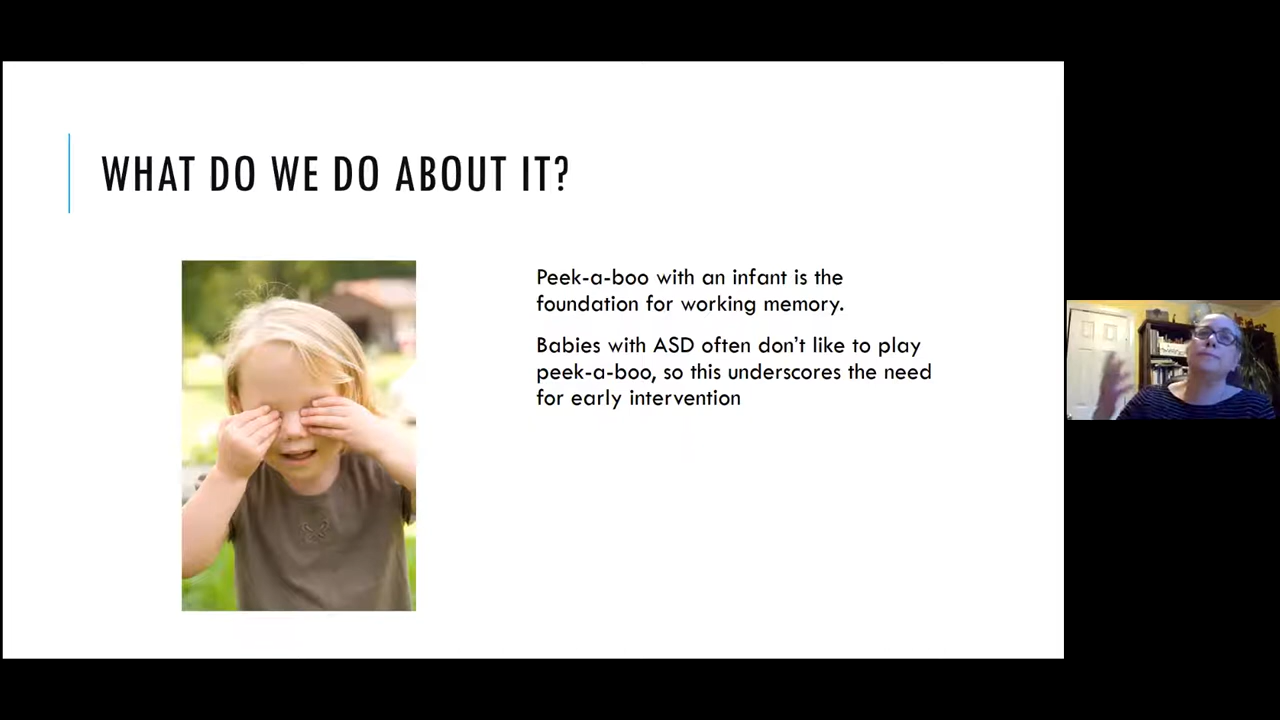 WHAT DO WE DO ABOUT IT?
Peek-a-boo with an infant is the
foundation for working memory.
Babies with ASD often don't like to play
peek-a-boo, so this underscores the need
for early intervention